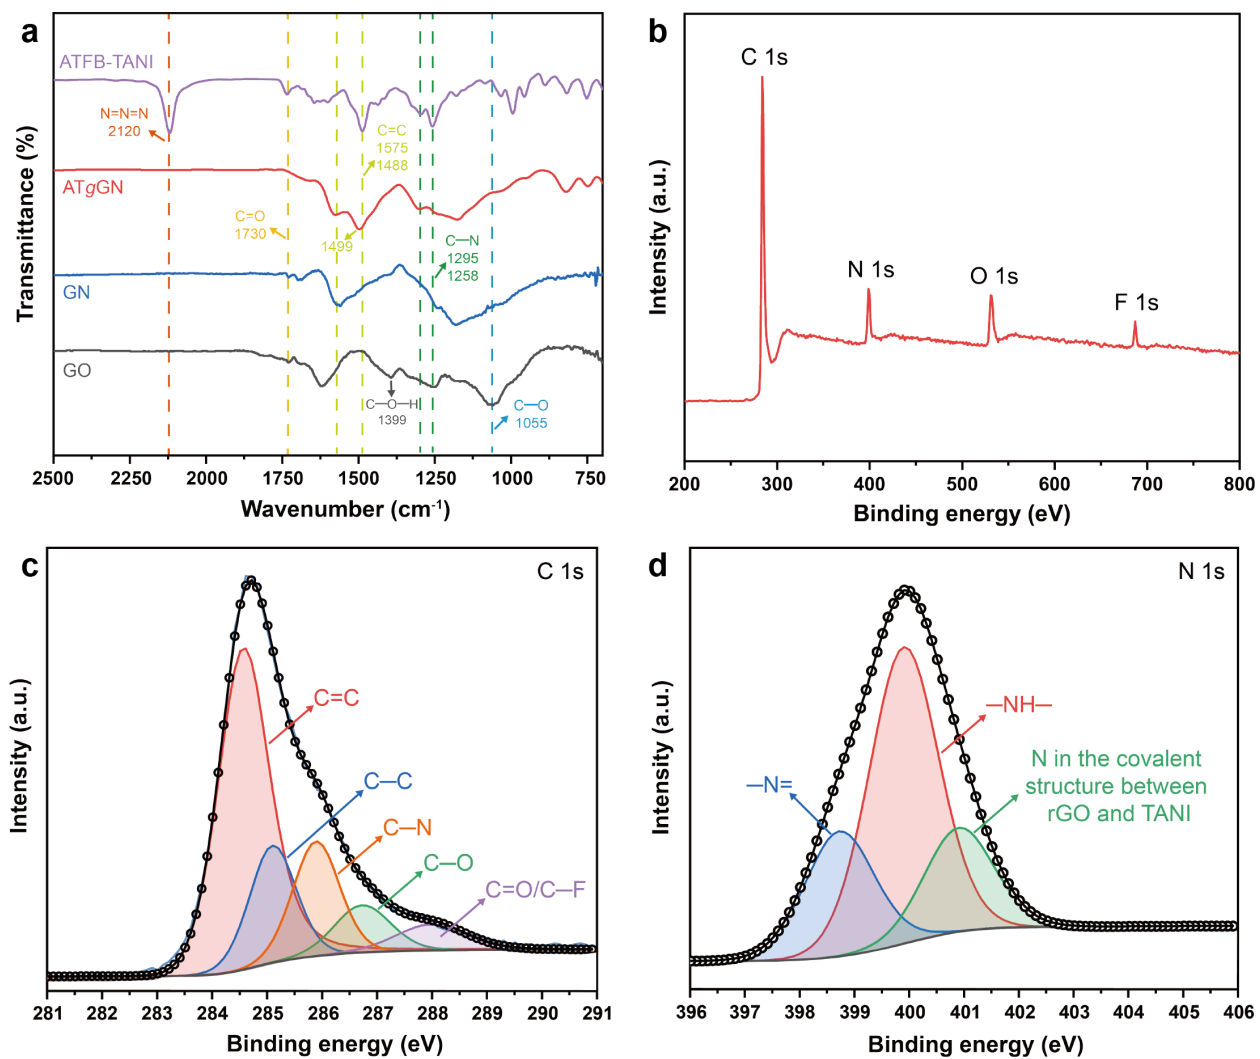 a
ATFB-TANI
N=N=N
2120
C=C
1575
1488
ATgGN
C=O
1730
1499
C—N
1295
1258
GN
GO
C—O—H
1399
C—O
1055
Transmittance (%)
2500 2250 2000 1750 1500 1250 1000 750
Wavenumber (cm⁻¹)
b
C 1s
N 1s
O 1s
F 1s
Intensity (a.u.)
200 300 400 500 600 700 800
Binding energy (eV)
c
C 1s
C=C
C—C
C—N
C—O
C=O/C—F
Intensity (a.u.)
281 282 283 284 285 286 287 288 289 290 291
Binding energy (eV)
d
N 1s
—NH—
—N=
N in the covalent
structure between
rGO and TANI
Intensity (a.u.)
396 397 398 399 400 401 402 403 404 405 406
Binding energy (eV)